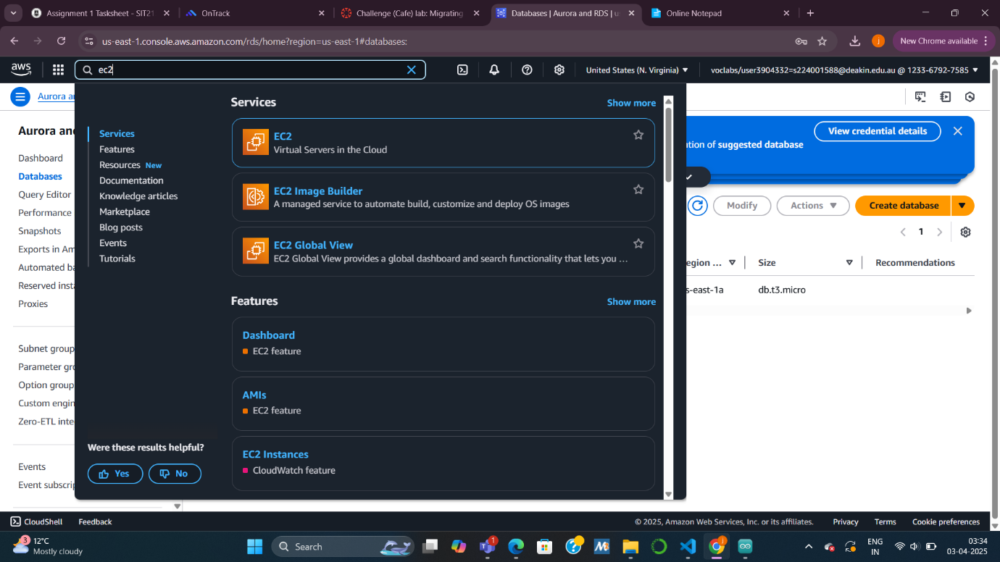 Assignment 1 Tasksheet - SIT21
OnTrack
Challenge (Cafe) lab: Migrating
Databases | Aurora and RDS | u
Online Notepad
us-east-1.console.aws.amazon.com/rds/home?region=us-east-1#databases:
j
New Chrome available
aws
ec2
United States (N. Virginia)
voclabs/user3904332=s224001588@deakin.edu.au @ 1233-6792-7585
Aurora an
Services
Show more
Services
Features
Resources New
Documentation
Knowledge articles
Marketplace
Blog posts
Events
Tutorials
EC2
Virtual Servers in the Cloud
EC2 Image Builder
A managed service to automate build, customize and deploy OS images
EC2 Global View
EC2 Global View provides a global dashboard and search functionality that lets you …
Features
Show more
Dashboard
EC2 feature
AMIs
EC2 feature
EC2 Instances
CloudWatch feature
Were these results helpful?
Yes
No
Aurora and
Dashboard
Databases
Query Editor
Performance
Snapshots
Exports in Am
Automated ba
Reserved insta
Proxies
Subnet group
Parameter gro
Option group
Custom engin
Zero-ETL inte
Events
Event subscrip
View credential details
tion of suggested database
Modify
Actions
Create database
1
egion ...
Size
Recommendations
s-east-1a
db.t3.micro
CloudShell
Feedback
© 2025, Amazon Web Services, Inc. or its affiliates.
Privacy
Terms
Cookie preferences
3
12°C
Mostly cloudy
Search
1
j
ENG
IN
03:34
03-04-2025